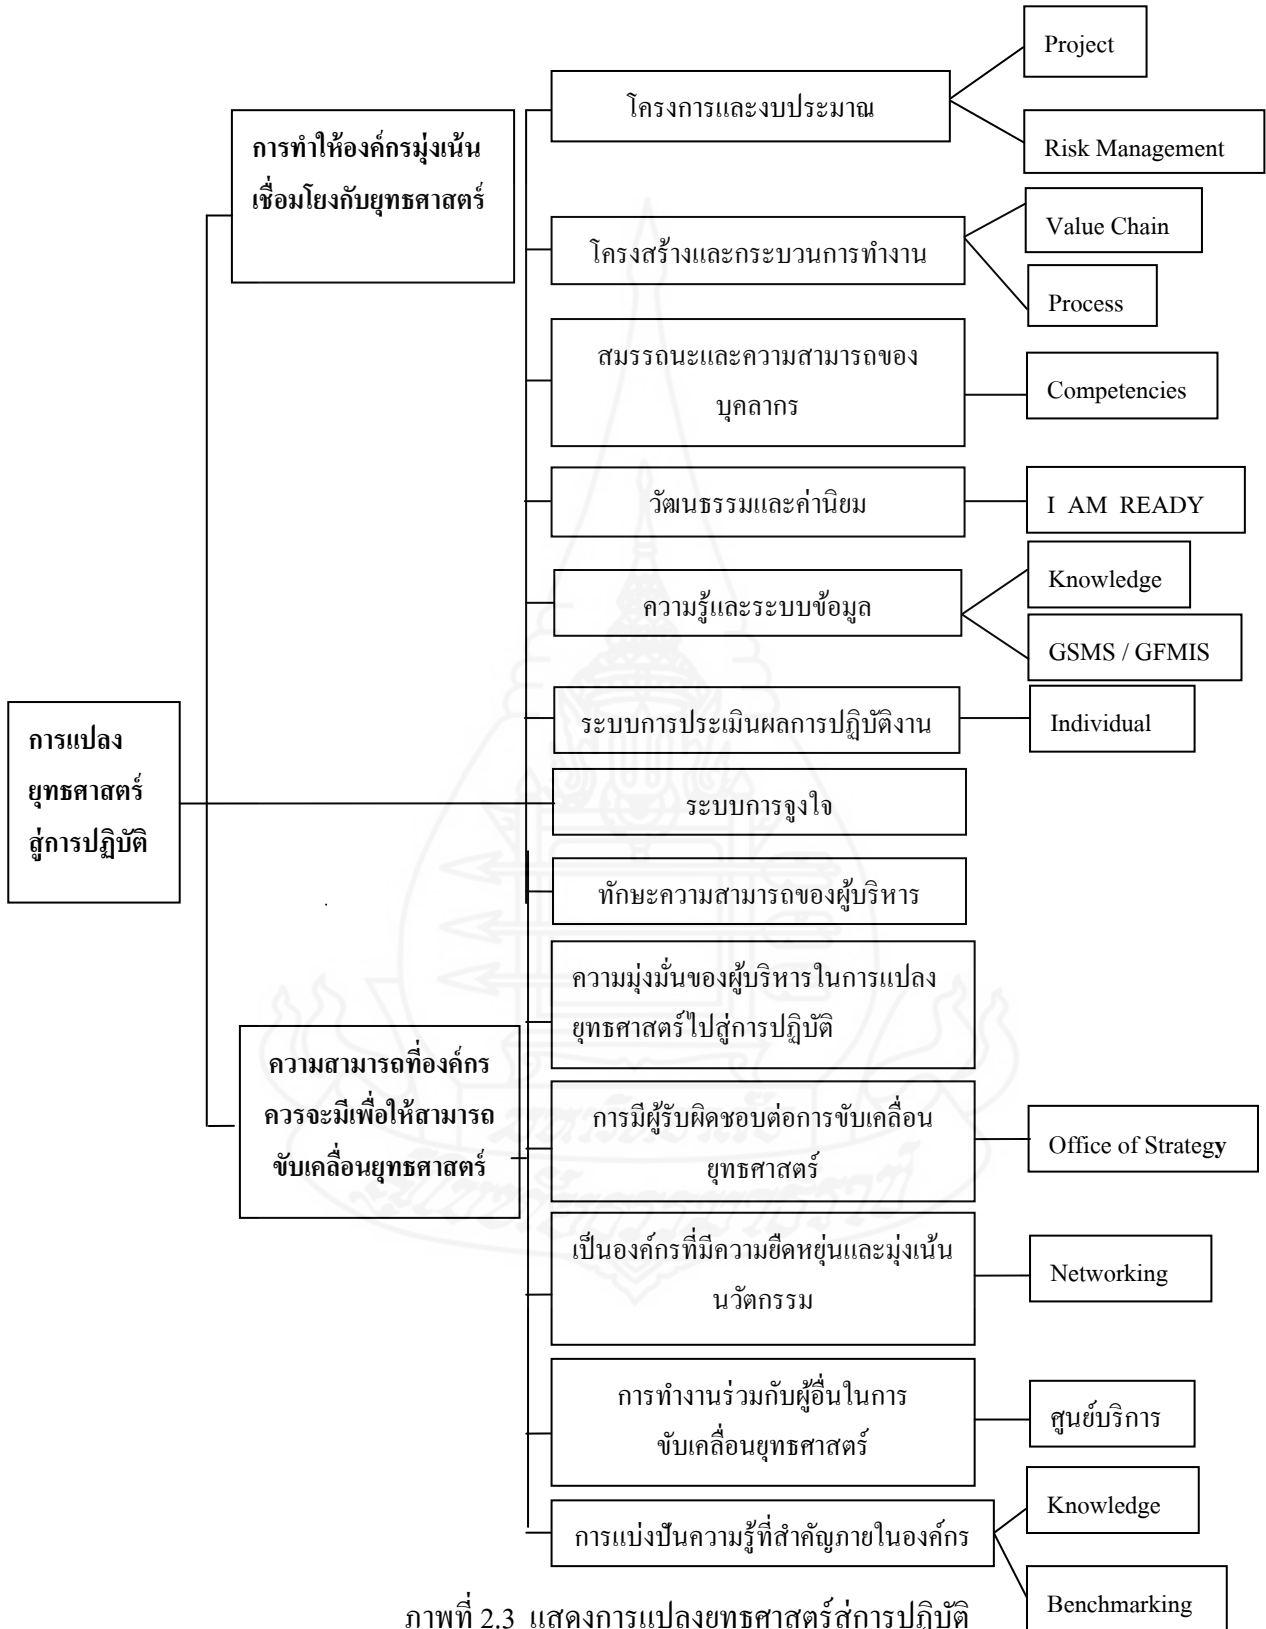 Project
โครงการและงบประมาณ
Risk Management
การทำให้องค์กรมุ่งเน้น
เชื่อมโยงกับยุทธศาสตร์
Value Chain
โครงสร้างและกระบวนการทำงาน
Process
สมรรถนะและความสามารถของ
บุคลากร
Competencies
วัฒนธรรมและค่านิยม
I AM READY
Knowledge
ความรู้และระบบข้อมูล
GSMS / GFMIS
ระบบการประเมินผลการปฏิบัติงาน
Individual
การแปลง
ยุทธศาสตร์
สู่การปฏิบัติ
ระบบการจูงใจ
ทักษะความสามารถของผู้บริหาร
ความมุ่งมั่นของผู้บริหารในการแปลง
ยุทธศาสตร์ไปสู่การปฏิบัติ
ความสามารถที่องค์กร
ควรจะมีเพื่อให้สามารถ
ขับเคลื่อนยุทธศาสตร์
การมีผู้รับผิดชอบต่อการขับเคลื่อน
ยุทธศาสตร์
Office of Strategy
เป็นองค์กรที่มีความยืดหยุ่นและมุ่งเน้น
นวัตกรรม
Networking
การทำงานร่วมกับผู้อื่นในการ
ขับเคลื่อนยุทธศาสตร์
ศูนย์บริการ
Knowledge
การแบ่งปันความรู้ที่สำคัญภายในองค์กร
Benchmarking
ภาพที่ 2.3 แสดงการแปลงยุทธศาสตร์สู่การปฏิบัติ